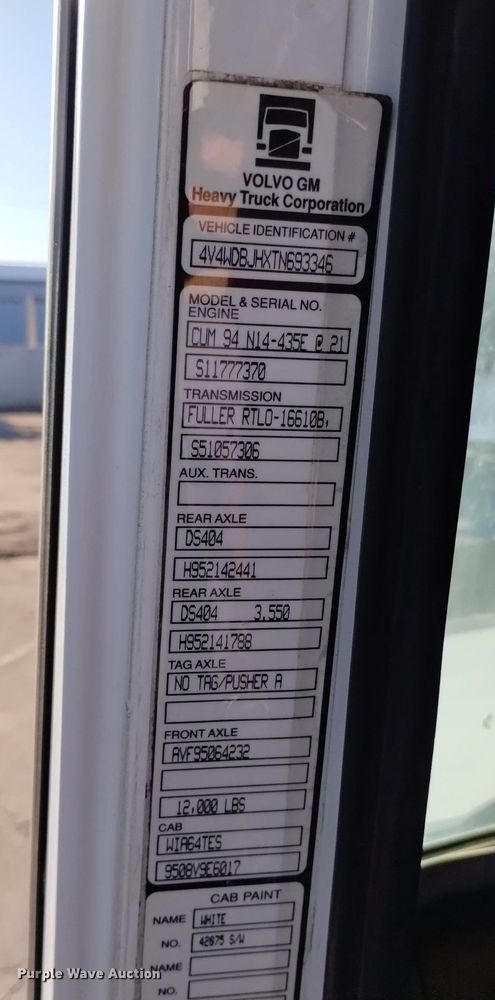 VOLVO GM
Heavy Truck Corporation
VEHICLE IDENTIFICATION #
4V4WDBJHXTN693346
MODEL & SERIAL NO.
ENGINE
CUM 94 N14-435E @ 21
S11777370
TRANSMISSION
FULLER RTLO-16610B,
S51057306
AUX. TRANS.
REAR AXLE
DS404
H952142441
REAR AXLE
DS404 3.550
H952141788
TAG AXLE
NO TAG/PUSHER A
FRONT AXLE
AVF95064232
12,000 LBS
CAB
WIA64TES
9508V9E6017
CAB PAINT
NAME WHITE
NO. 42675 S/W
NAME
NO.
Purple Wave Auction